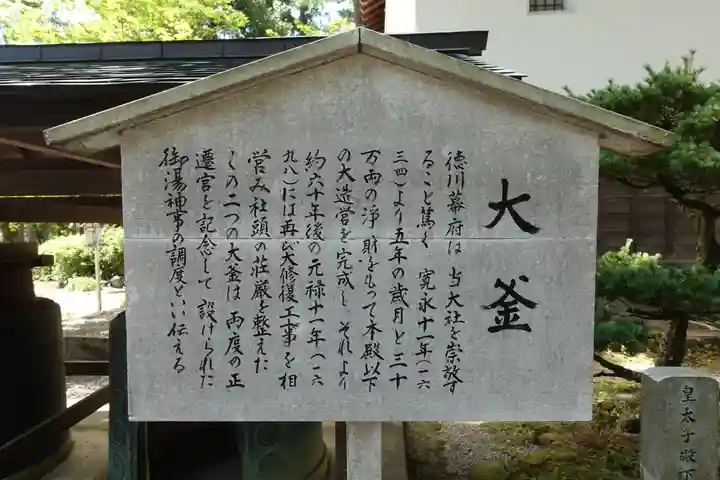 大釜
徳川幕府は 当大社を崇敬す
ること篤く 寛永十一年(一六
三四)より五年の歳月と三十
万両の浄財をもって本殿以下
の大造営を完成し それより
約六十年後の元禄十一年(一六
九八)には再び大修復工事を相
営み社頭の荘厳を整えた
この二つの大釜は 両度の正
遷宮を記念して 設けられた
御湯神事の調度といい伝える
皇太子殿下